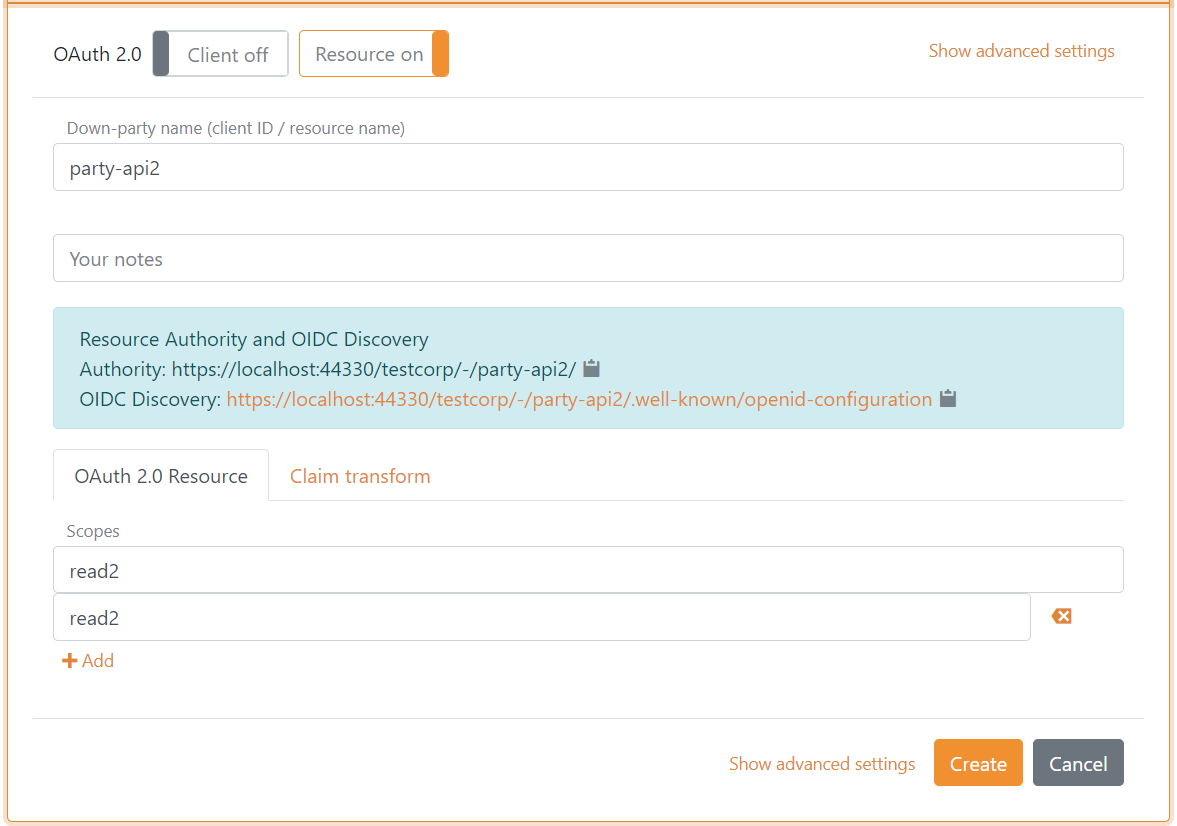 OAuth 2.0 Client off Resource on Show advanced settings
Down-party name (client ID / resource name)
party-api2
Your notes
Resource Authority and OIDC Discovery
Authority: https://localhost:44330/testcorp/-/party-api2/
OIDC Discovery: https://localhost:44330/testcorp/-/party-api2/.well-known/openid-configuration
OAuth 2.0 Resource Claim transform
Scopes
read2
read2
Add
Show advanced settings Create Cancel